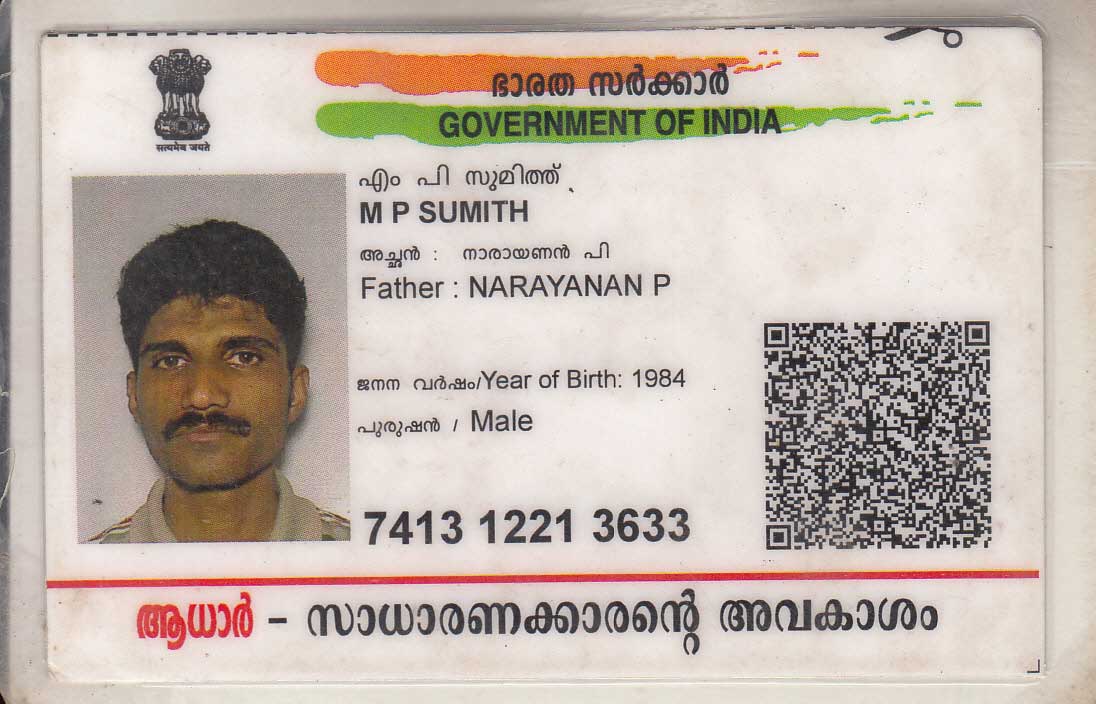 ഭാരത സർക്കാർ
GOVERNMENT OF INDIA
सत्यमेव जयते
എം പി സുമിത്ത്
M P SUMITH
അച്ഛൻ : നാരായണൻ പി
Father : NARAYANAN P
ജനന വർഷം/Year of Birth: 1984
പുരുഷൻ / Male
7413 1221 3633
ആധാർ - സാധാരണക്കാരന്റെ അവകാശം